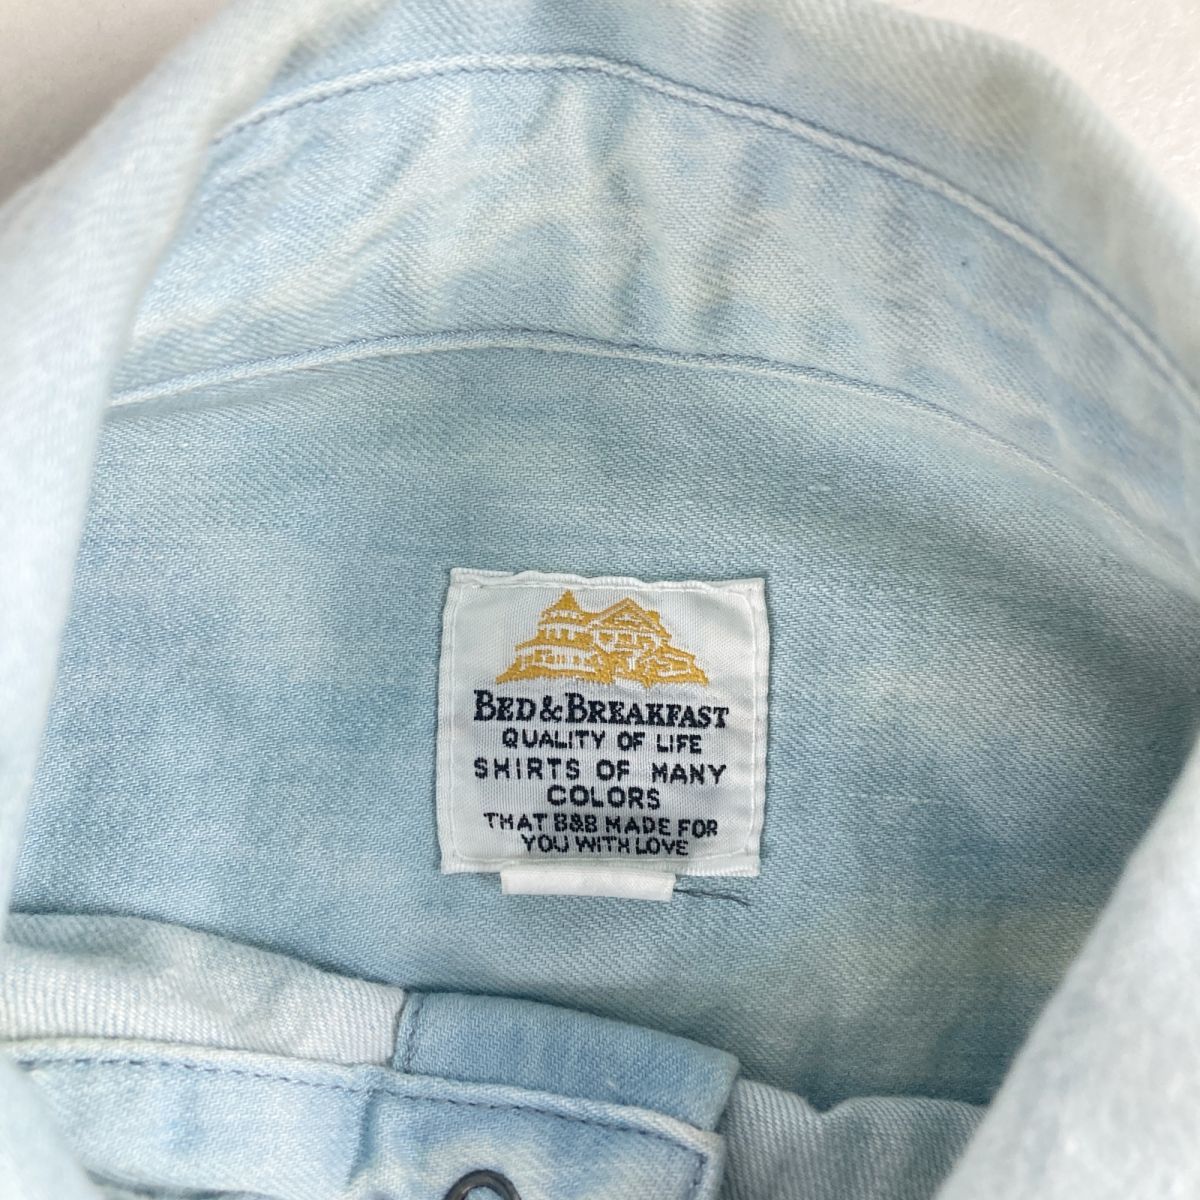 BED & BREAKFAST
QUALITY OF LIFE
SHIRTS OF MANY
COLORS
THAT B&B MADE FOR
YOU WITH LOVE